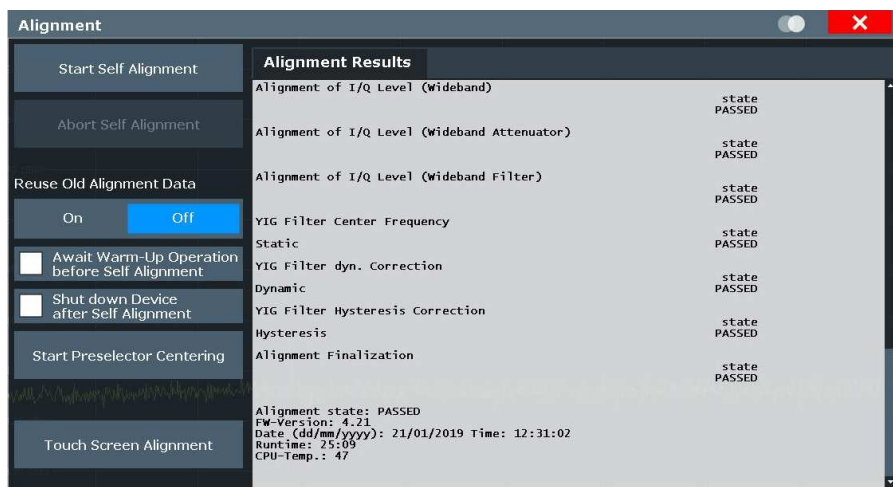 Alignment
Start Self Alignment
Abort Self Alignment
Reuse Old Alignment Data
On Off
Await Warm-Up Operation
before Self Alignment
Shut down Device
after Self Alignment
Start Preselector Centering
Touch Screen Alignment
Alignment Results
Alignment of I/Q Level (Wideband)
state
PASSED
Alignment of I/Q Level (Wideband Attenuator)
state
PASSED
Alignment of I/Q Level (Wideband Filter)
state
PASSED
YIG Filter Center Frequency
state
Static PASSED
YIG Filter dyn. Correction
state
Dynamic PASSED
YIG Filter Hysteresis Correction
state
Hysteresis PASSED
Alignment Finalization
state
PASSED
Alignment state: PASSED
FW-Version: 4.21
Date (dd/mm/yyyy): 21/01/2019 Time: 12:31:02
Runtime: 25:09
CPU-Temp.: 47